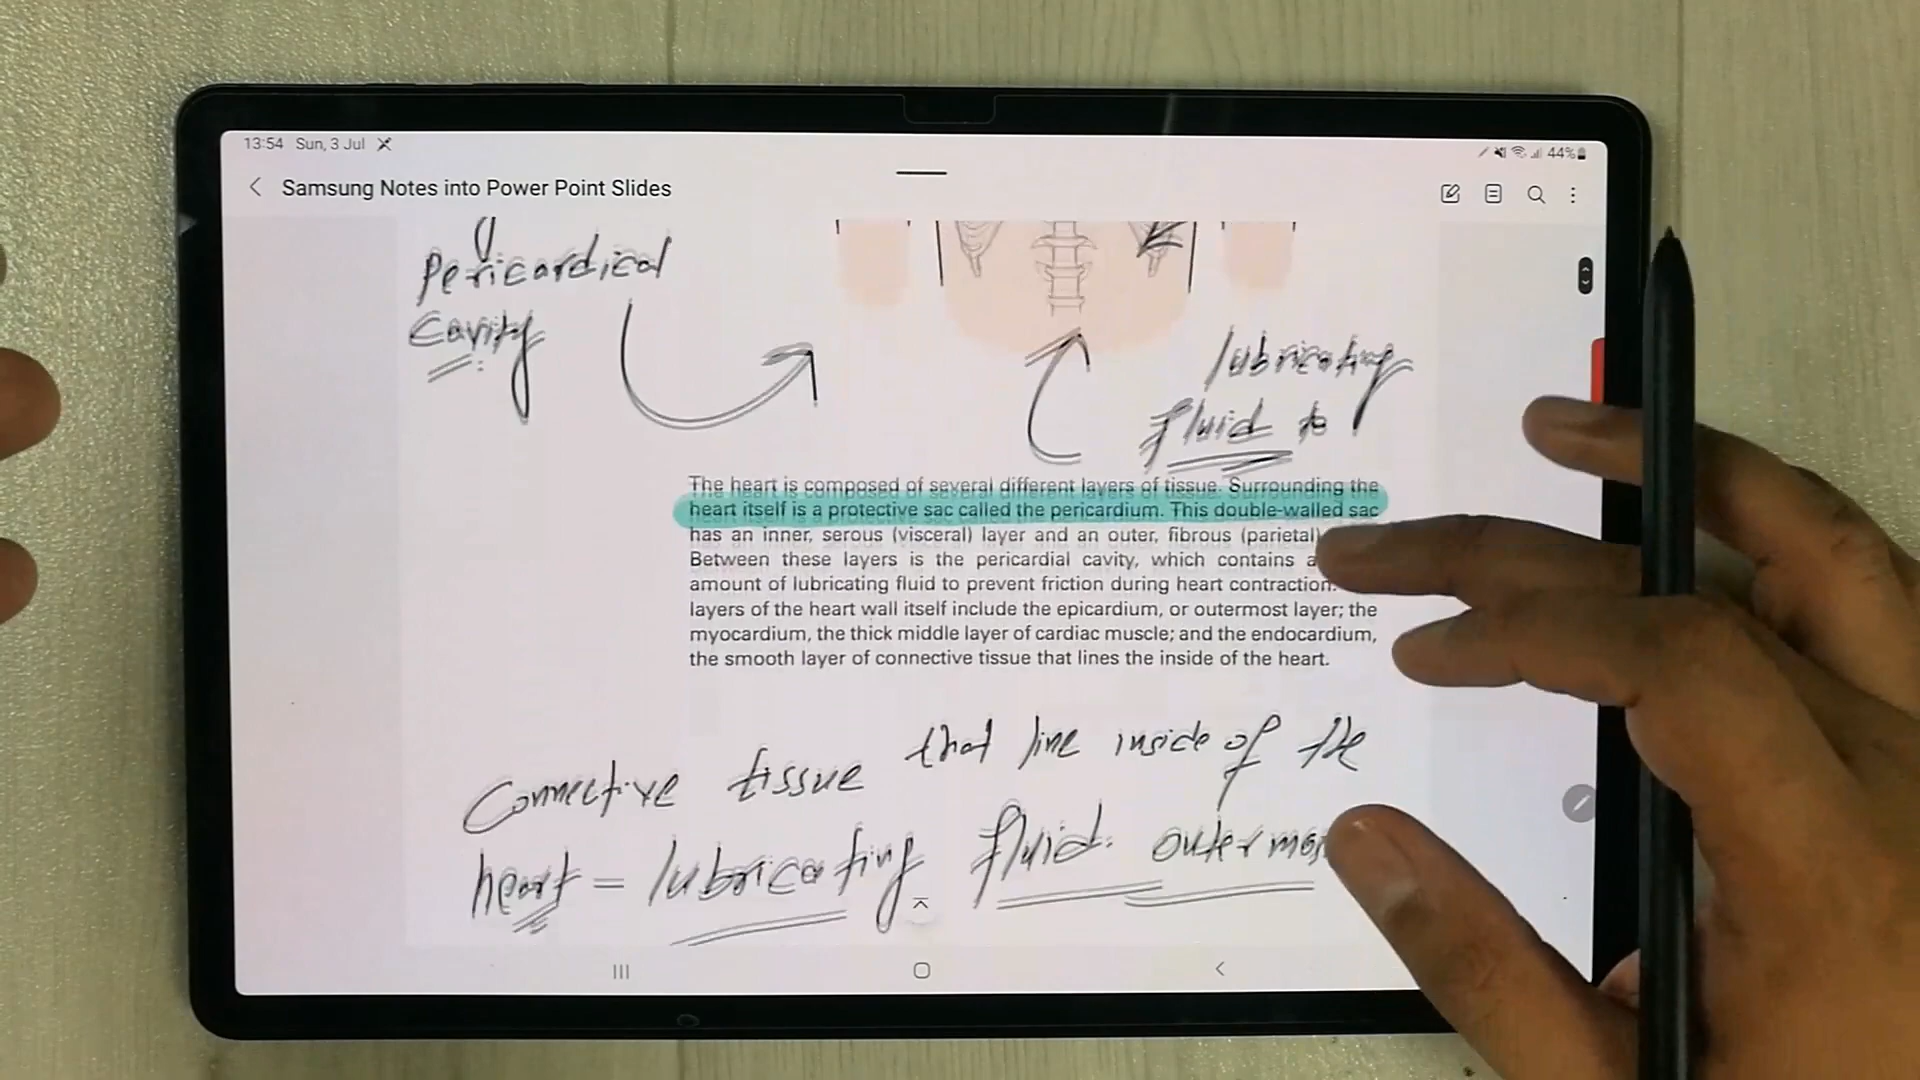 13:54 Sun, 3 Jul
44%
Samsung Notes into Power Point Slides
Pericardical
Cavity
lubricating
fluid to
The heart is composed of several different layers of tissue. Surrounding the
heart itself is a protective sac called the pericardium. This double-walled sac
has an inner, serous (visceral) layer and an outer, fibrous (parietal)
Between these layers is the pericardial cavity, which contains a
amount of lubricating fluid to prevent friction during heart contraction.
layers of the heart wall itself include the epicardium, or outermost layer; the
myocardium, the thick middle layer of cardiac muscle; and the endocardium,
the smooth layer of connective tissue that lines the inside of the heart.
Connective tissue that line inside of the
heart = lubricating fluid. outermos